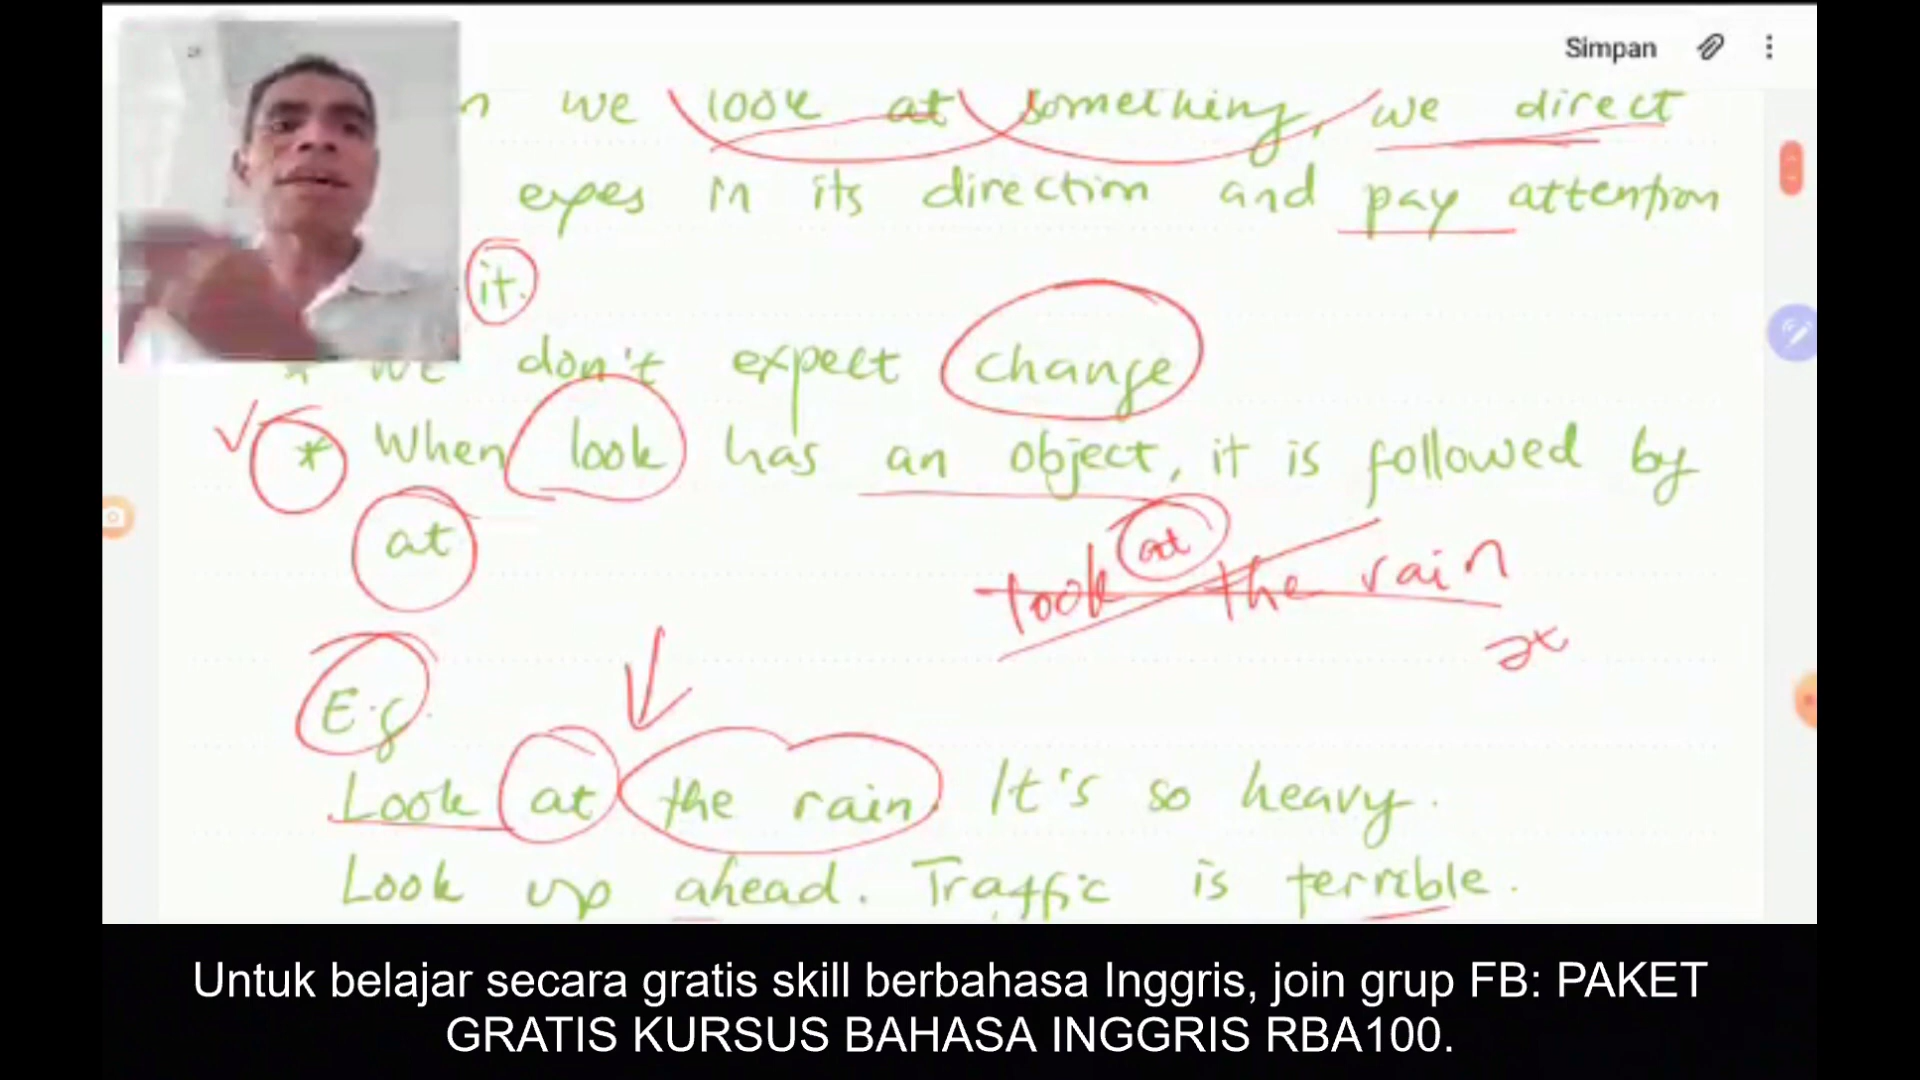 Simpan
we look at something, we direct
expes in its direction and pay attention
it.
* we don't expect change
* When look has an object, it is followed by
at
look at the rain
E.g.
Look at the rain. It's so heavy.
Look up ahead. Traffic is terrible.
Untuk belajar secara gratis skill berbahasa Inggris, join grup FB: PAKET
GRATIS KURSUS BAHASA INGGRIS RBA100.